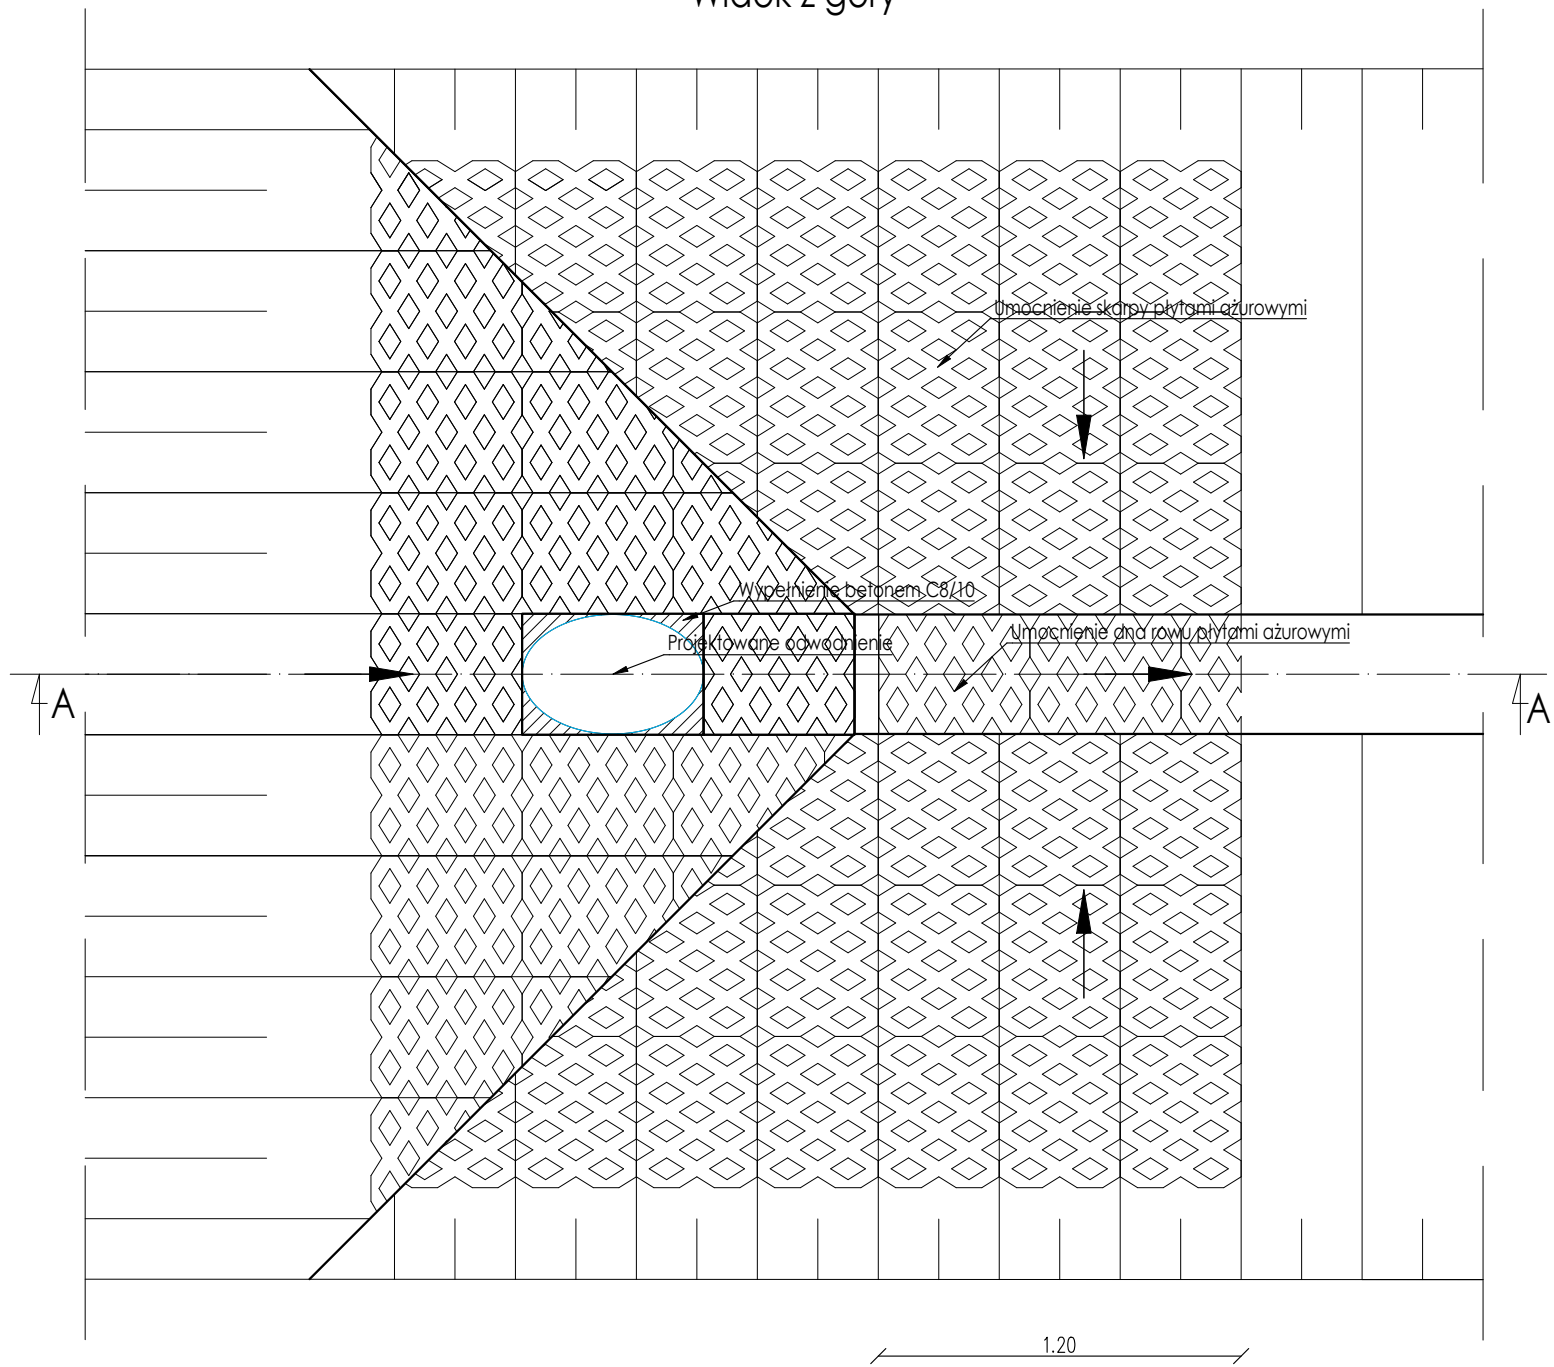 Widok z góry
Umocnienie skarpy płytami ażurowymi
Wypełnienie betonem C8/10
Umocnienie dna rowu płytami ażurowymi
Projektowane odwodnienie
A
A
1.20